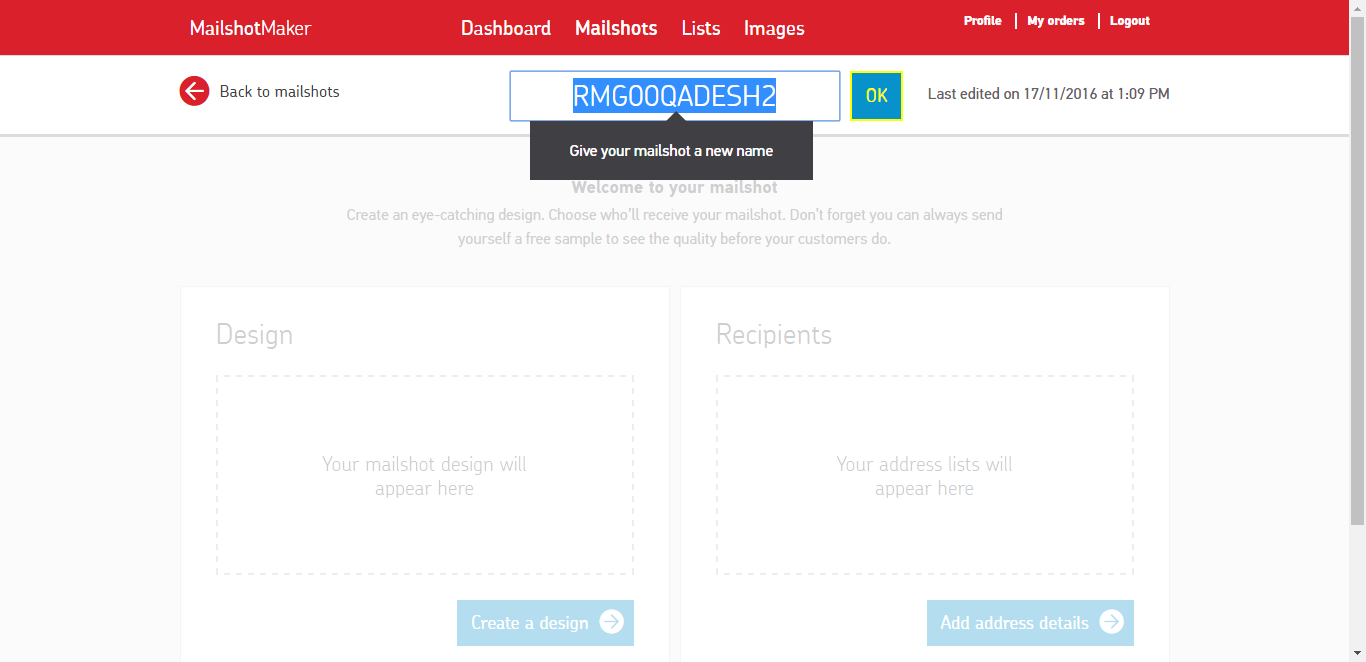 MailshotMaker
Dashboard Mailshots Lists Images
Profile My orders Logout
Back to mailshots
RMG00QADESH2
OK
Last edited on 17/11/2016 at 1:09 PM
Give your mailshot a new name
Welcome to your mailshot
Create an eye-catching design. Choose who'll receive your mailshot. Don't forget you can always send
yourself a free sample to see the quality before your customers do.
Design
Your mailshot design will
appear here
Create a design
Recipients
Your address lists will
appear here
Add address details